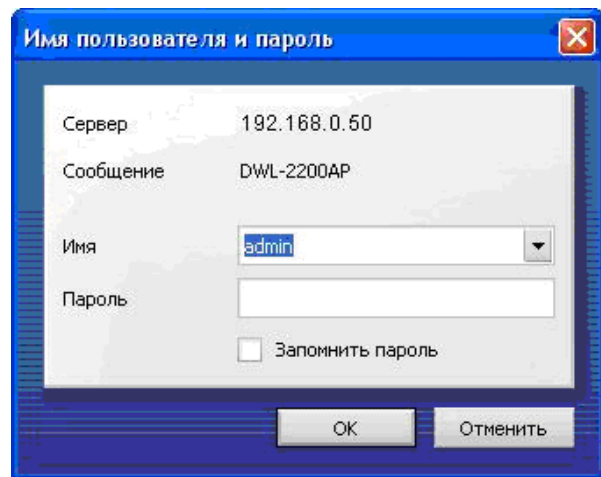 Имя пользователя и пароль
Сервер 192.168.0.50
Сообщение DWL-2200AP
Имя admin
Пароль
Запомнить пароль
OK Отменить